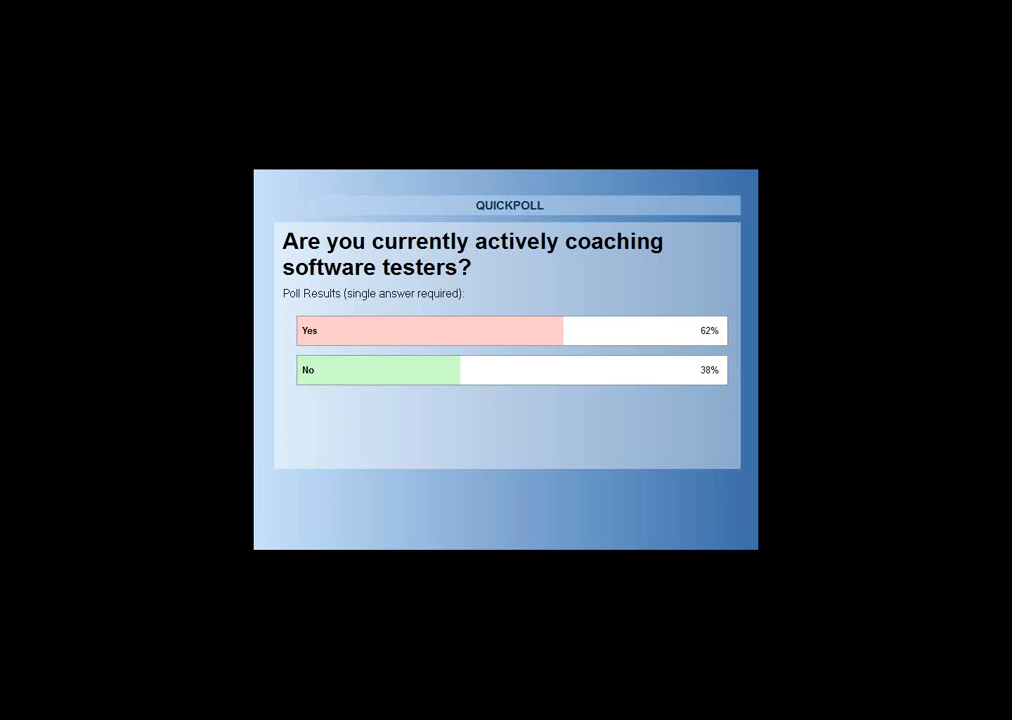 QUICKPOLL
Are you currently actively coaching
software testers?
Poll Results (single answer required):
Yes 62%
No 38%